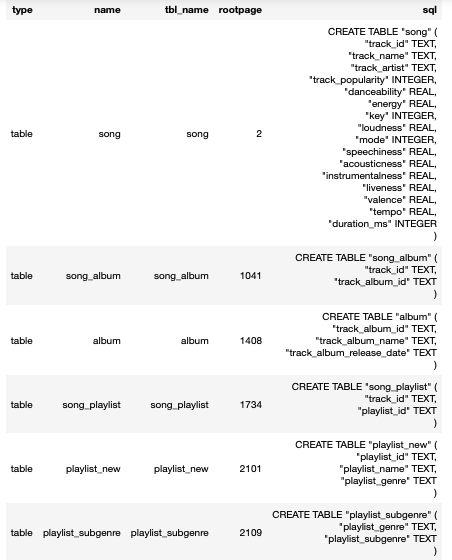 type name tbl_name rootpage sql
CREATE TABLE "song" (
"track_id" TEXT,
"track_name" TEXT,
"track_artist" TEXT,
"track_popularity" INTEGER,
"danceability" REAL,
"energy" REAL,
"key" INTEGER,
"loudness" REAL,
table song song 2 "mode" INTEGER,
"speechiness" REAL,
"acousticness" REAL,
"instrumentalness" REAL,
"liveness" REAL,
"valence" REAL,
"tempo" REAL,
"duration_ms" INTEGER
)
CREATE TABLE "song_album" (
"track_id" TEXT,
table song_album song_album 1041 "track_album_id" TEXT
)
CREATE TABLE "album" (
"track_album_id" TEXT,
table album album 1408 "track_album_name" TEXT,
"track_album_release_date" TEXT
)
CREATE TABLE "song_playlist" (
"track_id" TEXT,
table song_playlist song_playlist 1734 "playlist_id" TEXT
)
CREATE TABLE "playlist_new" (
"playlist_id" TEXT,
table playlist_new playlist_new 2101 "playlist_name" TEXT,
"playlist_genre" TEXT
)
CREATE TABLE "playlist_subgenre" (
"playlist_genre" TEXT,
table playlist_subgenre playlist_subgenre 2109 "playlist_subgenre" TEXT
)